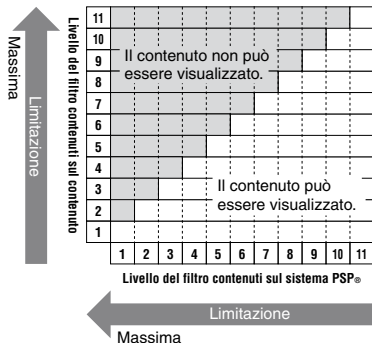 Massima
Limitazione
Livello del filtro contenuti sul contenuto
11
10
9
8
7
6
5
4
3
2
1
Il contenuto non può
essere visualizzato.
Il contenuto può
essere visualizzato.
1 2 3 4 5 6 7 8 9 10 11
Livello del filtro contenuti sul sistema PSP®
Limitazione
Massima